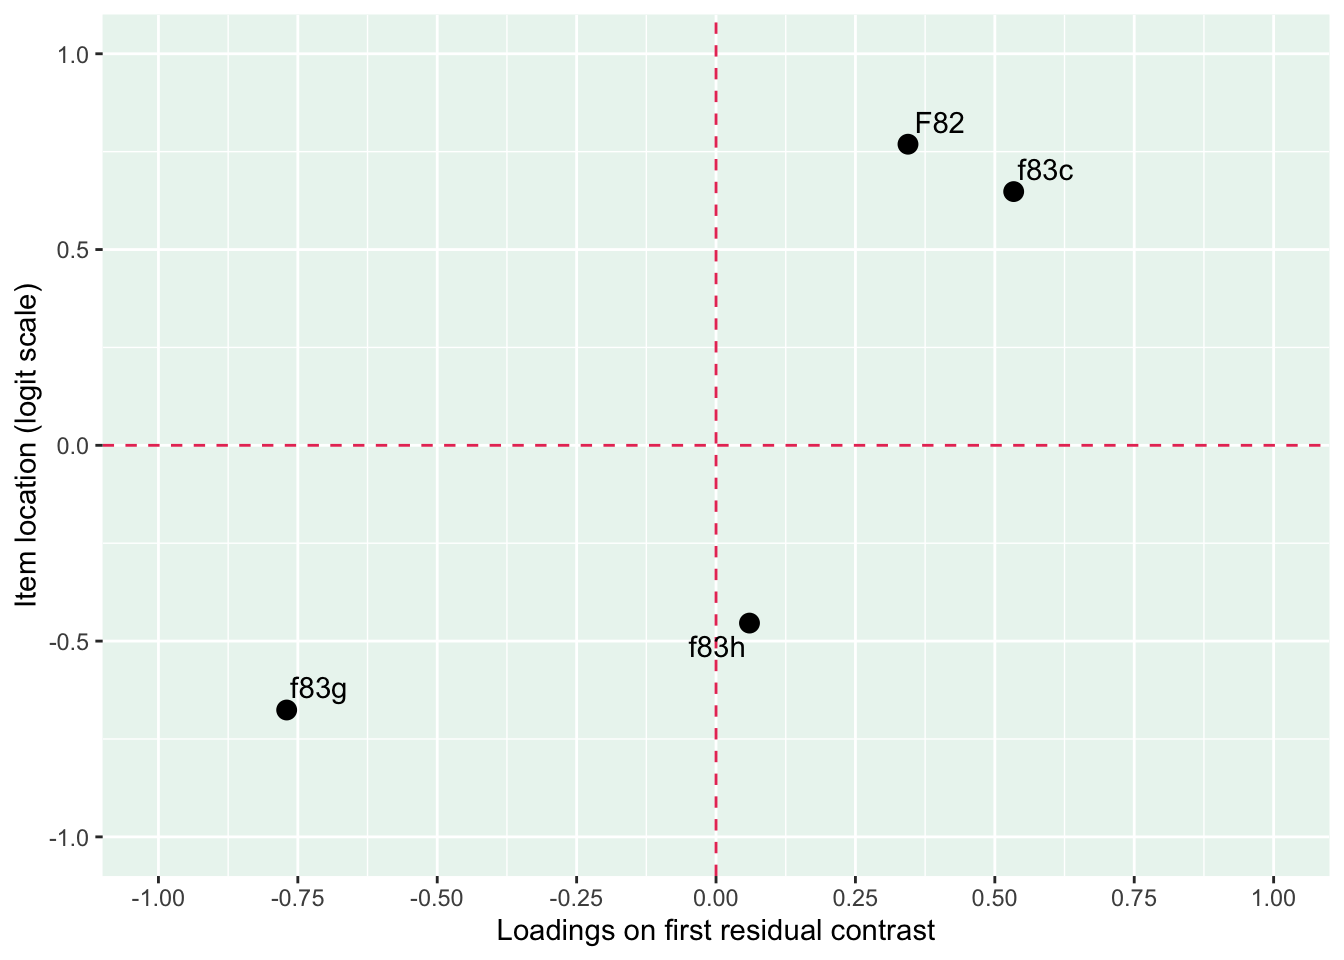 Item location (logit scale)
1.0
0.5
0.0
-0.5
-1.0
F82
f83c
f83h
f83g
-1.00 -0.75 -0.50 -0.25 0.00 0.25 0.50 0.75 1.00
Loadings on first residual contrast